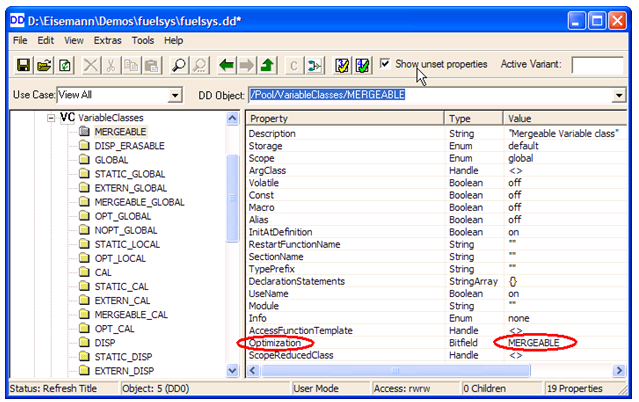 DD D:\Eisemann\Demos\fuelsys\fuelsys.dd*
File Edit View Extras Tools Help
C Show unset properties Active Variant:
Use Case: View All DD Object: /Pool/VariableClasses/MERGEABLE
VC VariableClasses
MERGEABLE
DISP_ERASABLE
GLOBAL
STATIC_GLOBAL
EXTERN_GLOBAL
MERGEABLE_GLOBAL
OPT_GLOBAL
NOPT_GLOBAL
STATIC_LOCAL
OPT_LOCAL
CAL
STATIC_CAL
EXTERN_CAL
MERGEABLE_CAL
OPT_CAL
DISP
STATIC_DISP
EXTERN_DISP
Property Type Value
Description String "Mergeable Variable class"
Storage Enum default
Scope Enum global
ArgClass Handle <>
Volatile Boolean off
Const Boolean off
Macro Boolean off
Alias Boolean off
InitAtDefinition Boolean on
RestartFunctionName String ""
SectionName String ""
TypePrefix String ""
DeclarationStatements StringArray {}
UseName Boolean on
Module String ""
Info Enum none
AccessFunctionTemplate Handle <>
Optimization Bitfield MERGEABLE
ScopeReducedClass Handle <>
Status: Refresh Title Object: 5 (DD0) User Mode Access: rwrw 0 Children 19 Properties